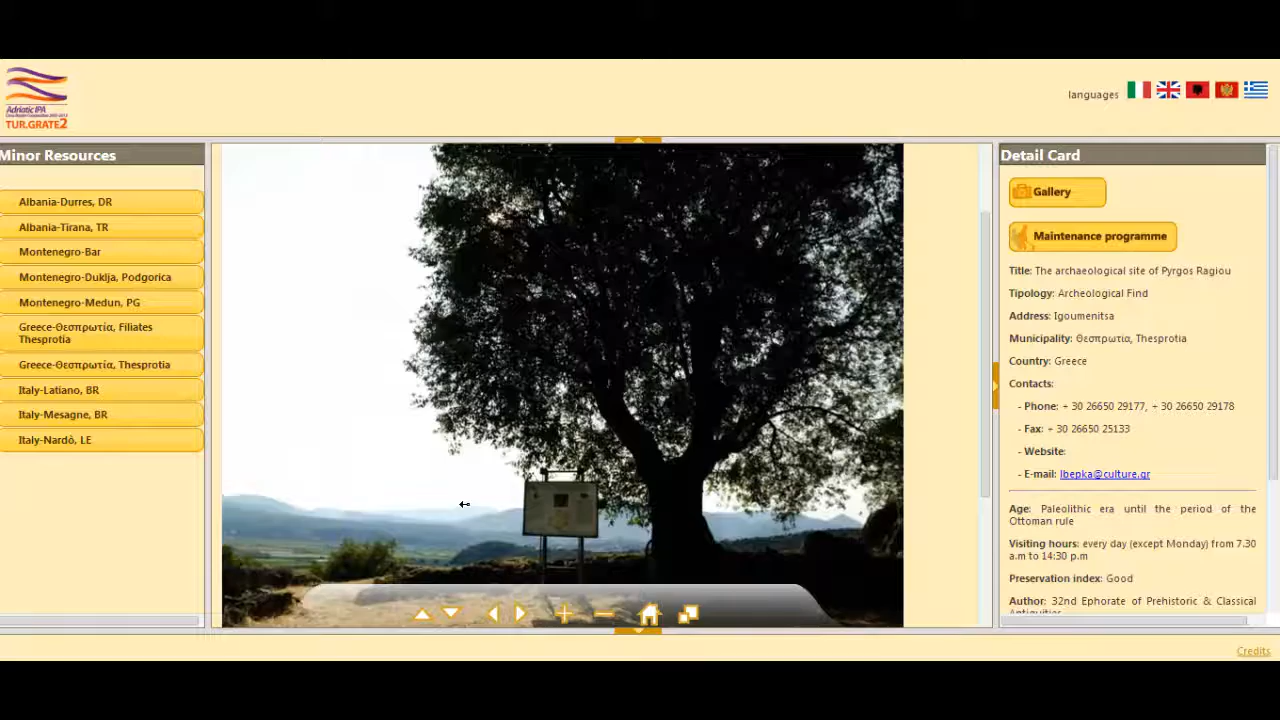 Adriatic IPA
TUR.GRATE2
languages
Minor Resources
Albania-Durres, DR
Albania-Tirana, TR
Montenegro-Bar
Montenegro-Duklja, Podgorica
Montenegro-Medun, PG
Greece-Θεσπρωτία, Filiates
Thesprotia
Greece-Θεσπρωτία, Thesprotia
Italy-Latiano, BR
Italy-Mesagne, BR
Italy-Nardò, LE
Detail Card
Gallery
Maintenance programme
Title: The archaeological site of Pyrgos Ragiou
Tipology: Archeological Find
Address: Igoumenitsa
Municipality: Θεσπρωτία, Thesprotia
Country: Greece
Contacts:
- Phone: + 30 26650 29177, + 30 26650 29178
- Fax: + 30 26650 25133
- Website:
- E-mail: lbepka@culture.gr
Age: Paleolithic era until the period of the
Ottoman rule
Visiting hours: every day (except Monday) from 7.30
a.m to 14:30 p.m
Preservation index: Good
Author: 32nd Ephorate of Prehistoric & Classical
Antiquities
Credits